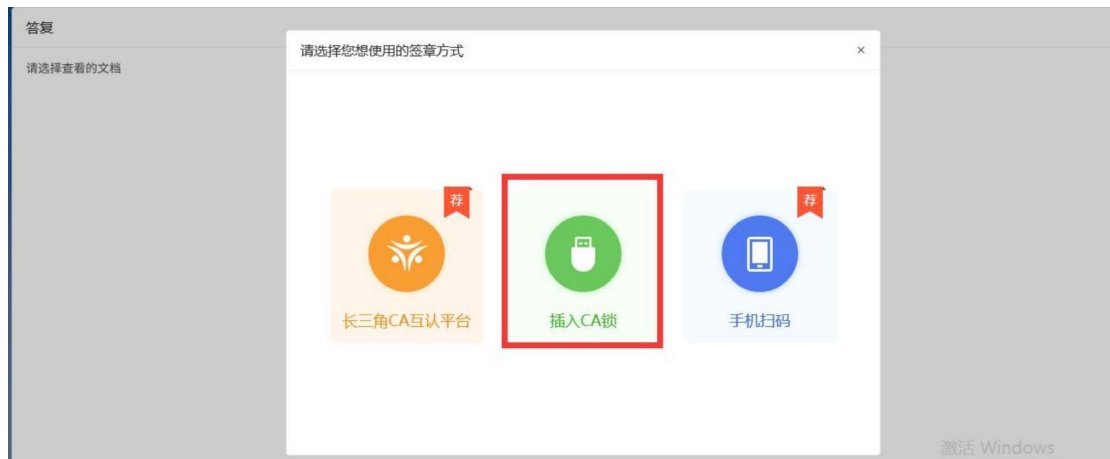 答复
请选择您想使用的签章方式
×
请选择查看的文档
荐
荐
长三角CA互认平台
插入CA锁
手机扫码
激活 Windows